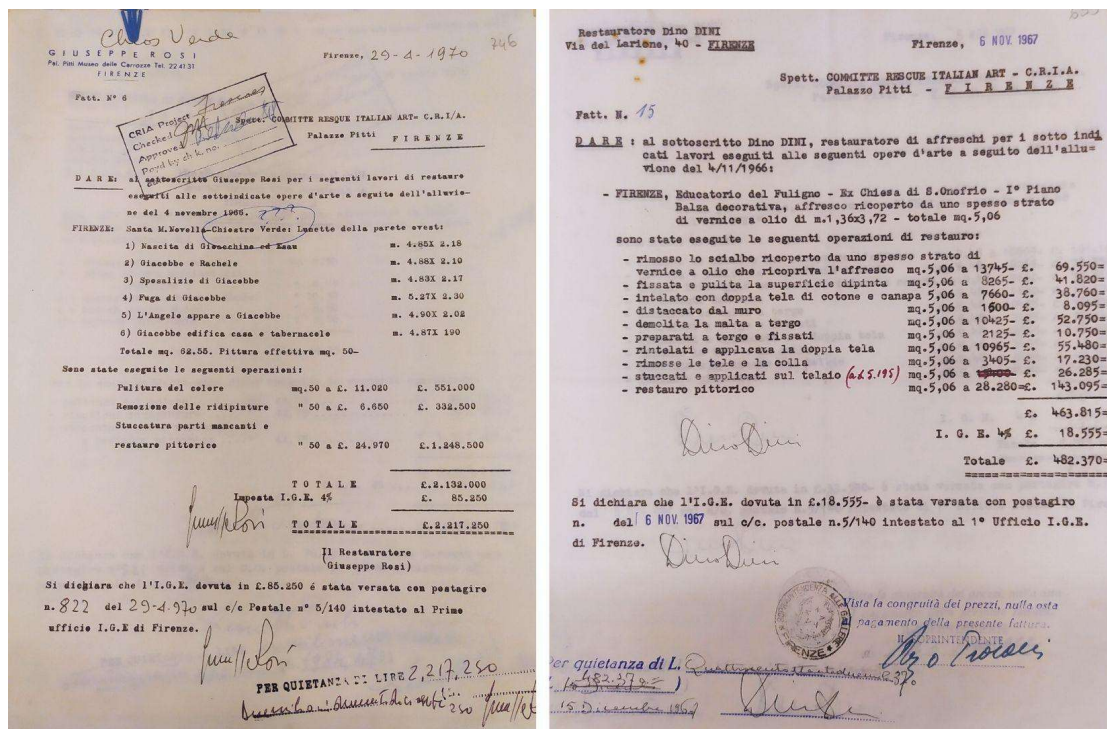 Chios Verde
746
GIUSEPPE ROSI
Pal. Pitti Museo delle Carrozze Tel. 224131
FIRENZE
Firenze, 29-4-1970
Fatt. N° 6
CRIA Project
Checked
Approved
Payd by ch k. no.
Spett. COMMITTE RESQUE ITALIAN ART= C.R.I/A.
Palazzo Pitti FIRENZE
DARE: al sottoscritto Giuseppe Rosi per i seguenti lavori di restauro
eseguiti alle sottoindicate opere d'arte a seguito dell'alluvio-
ne del 4 novembre 1966. ???
FIRENZE: Santa M.Novella-Chiostro Verde: Lunette della parete ovest:
1) Nascita di Gioacchino ed Esau m. 4.85X 2.18
2) Giacobbe e Rachele m. 4.88X 2.10
3) Sposalizio di Giacobbe m. 4.83X 2.17
4) Fuga di Giacobbe m. 5.27X 2.30
5) L'Angelo appare a Giacobbe m. 4.90X 2.02
6) Giacobbe edifica casa e tabernacolo m. 4.87X 190
Totale mq. 62.55. Pittura effettiva mq. 50-
Sono state eseguite le seguenti operazioni:
Pulitura del colore mq.50 a £. 11.020 £. 551.000
Remozione delle ridipinture " 50 a £. 6.650 £. 332.500
Stuccatura parti mancanti e
restauro pittorico " 50 a £. 24.970 £.1.248.500
TOTALE £.2.132.000
Imposta I.G.E. 4% £. 85.250
TOTALE £.2.217.250
Il Restauratore
(Giuseppe Rosi)
Si dichiara che l'I.G.E. dovuta in £.85.250 é stata versata con postagiro
n. 822 del 29-4-970 sul c/c Postale n° 5/140 intestato al Primo
ufficio I.G.E di Firenze.
PER QUIETANZA DI LIRE 2,217,250
Restauratore Dino DINI
Via del Larione, 40 - FIRENZE
Firenze, 6 NOV. 1967
Spett. COMMITTE RESCUE ITALIAN ART - C.R.I.A.
Palazzo Pitti - FIRENZE
Fatt. N. 15
DARE : al sottoscritto Dino DINI, restauratore di affreschi per i sotto indi
cati lavori eseguiti alle seguenti opere d'arte a seguito dell'allu=
vione del 4/11/1966:
- FIRENZE, Educatorio del Fuligno - Ex Chiesa di S.Onofrio - I° Piano
Balza decorativa, affresco ricoperto da uno spesso strato
di vernice a olio di m.1,36x3,72 - totale mq.5,06
sono state eseguite le seguenti operazioni di restauro:
- rimosso lo scialbo ricoperto da uno spesso strato di
vernice a olio che ricopriva l'affresco mq.5,06 a 13745- £. 69.550=
- fissata e pulita la superficie dipinta mq.5,06 a 8265- £. 41.820=
- intelato con doppia tela di cotone e canapa 5,06 a 7660- £. 38.760=
- distaccato dal muro mq.5,06 a 1600- £. 8.095=
- demolita la malta a tergo mq.5,06 a 10425- £. 52.750=
- preparati a tergo e fissati mq.5,06 a 2125- £. 10.750=
- rintelati e applicata la doppia tela mq.5,06 a 10965- £. 55.480=
- rimosse le tele e la colla mq.5,06 a 3405- £. 17.230=
- stuccati e applicati sul telaio (a £ 5.195) mq.5,06 a £. 26.285=
- restauro pittorico mq.5,06 a 28.280=£. 143.095=
£. 463.815=
Dino Dini
I. G. E. 4% £. 18.555=
Totale £. 482.370=
Si dichiara che l'I.G.E. dovuta in £.18.555- è stata versata con postagiro
n. del 6 NOV. 1967 sul c/c. postale n.5/140 intestato al 1° Ufficio I.G.E.
di Firenze.
Dino Dini
Vista la congruità dei prezzi, nulla osta
pagamento della presente fattura.
IL SOPRINTENDENTE
FIRENZE
Per quietanza di L.
482.370=
15 Dicembre 1967